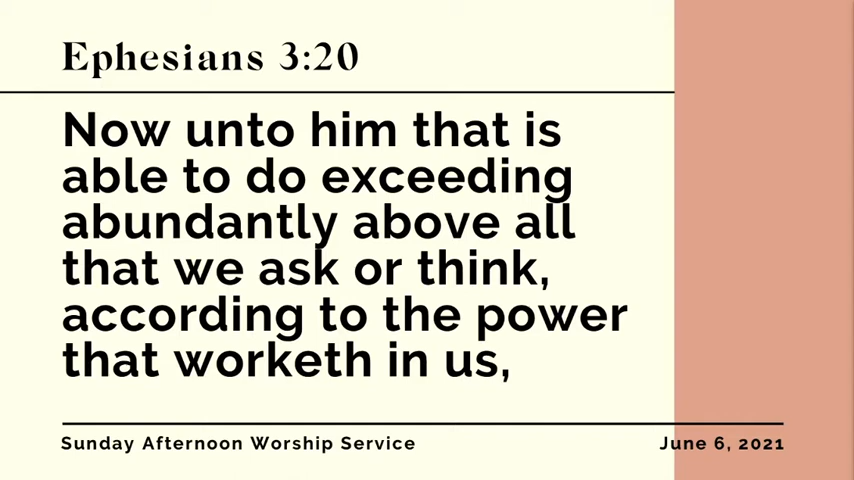 Ephesians 3:20
Now unto him that is
able to do exceeding
abundantly above all
that we ask or think,
according to the power
that worketh in us,
Sunday Afternoon Worship Service
June 6, 2021